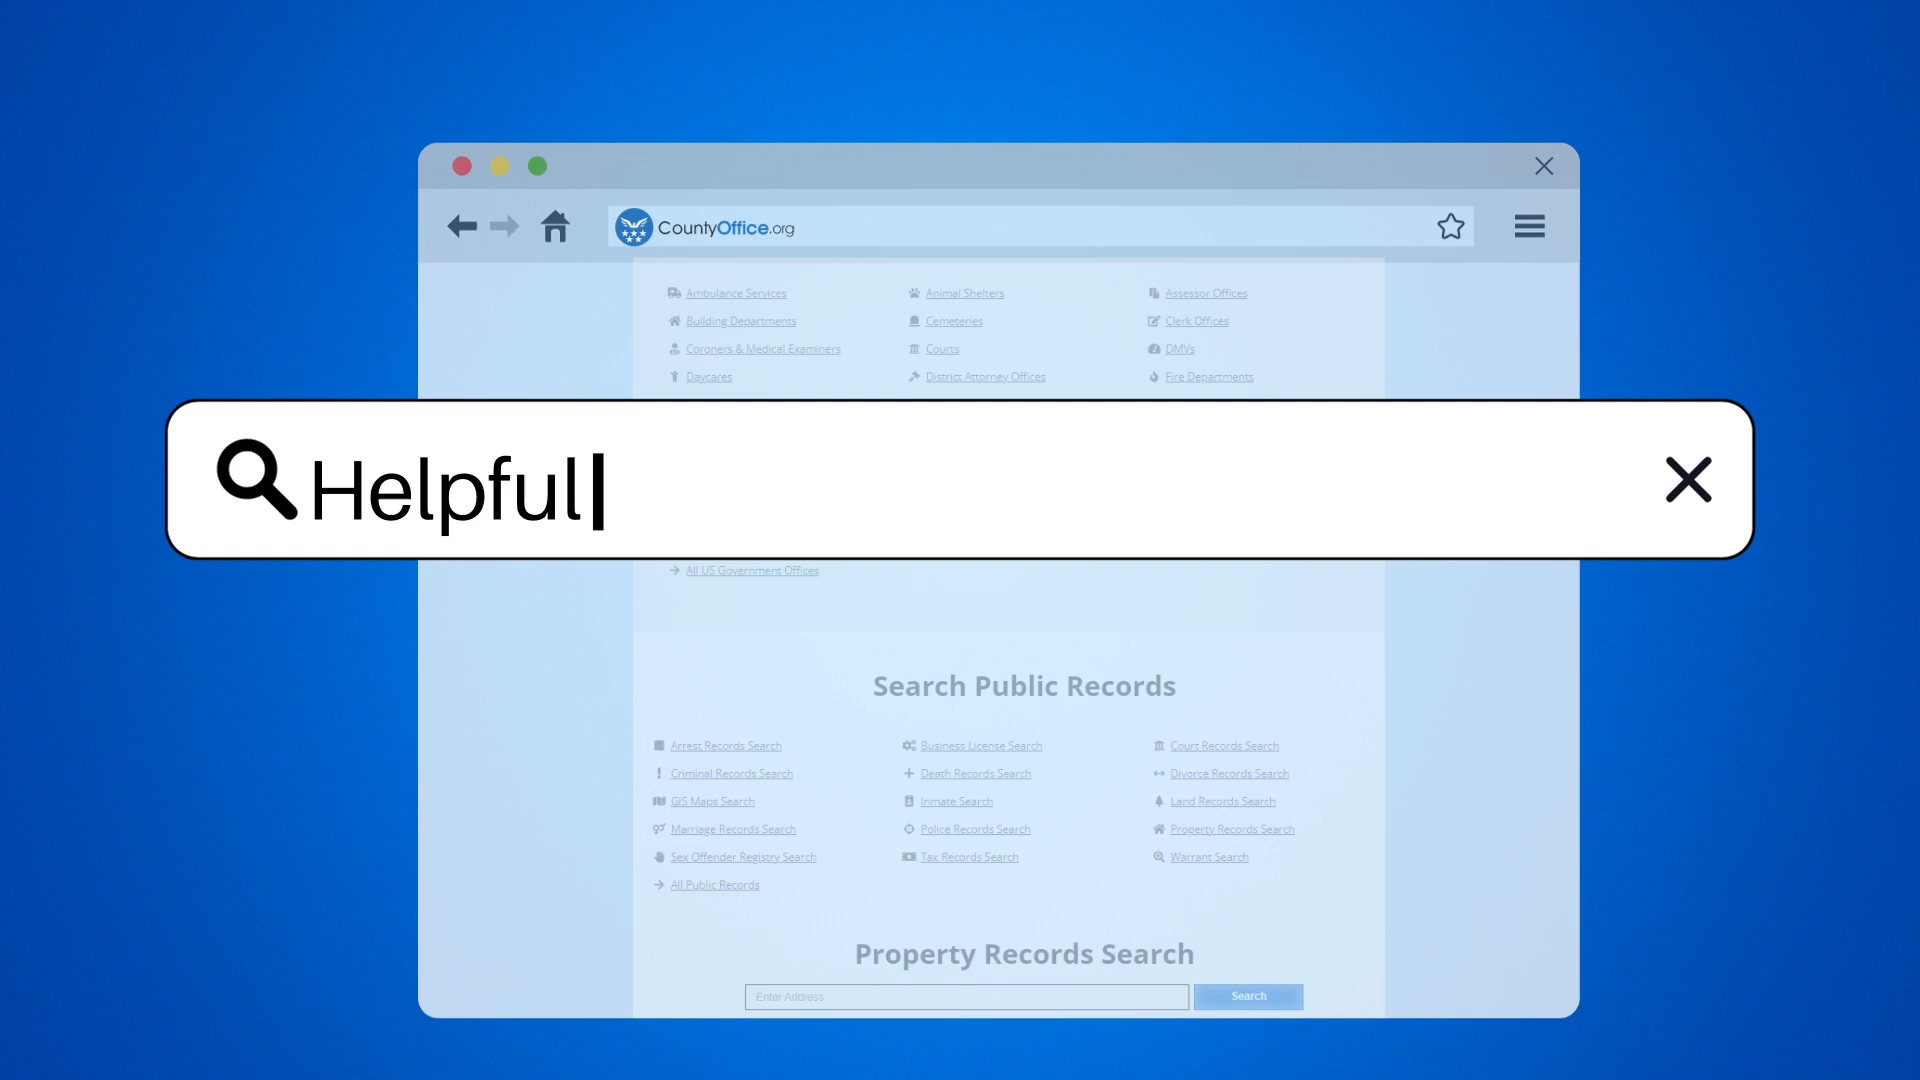 CountyOffice.org
Ambulance Services Animal Shelters Assessor Offices
Building Departments Cemeteries Clerk Offices
Coroners & Medical Examiners Courts DMVs
Daycares District Attorney Offices Fire Departments
Helpful
All US Government Offices
Search Public Records
Arrest Records Search Business License Search Court Records Search
Criminal Records Search Death Records Search Divorce Records Search
GIS Maps Search Inmate Search Land Records Search
Marriage Records Search Police Records Search Property Records Search
Sex Offender Registry Search Tax Records Search Warrant Search
All Public Records
Property Records Search
Enter Address Search